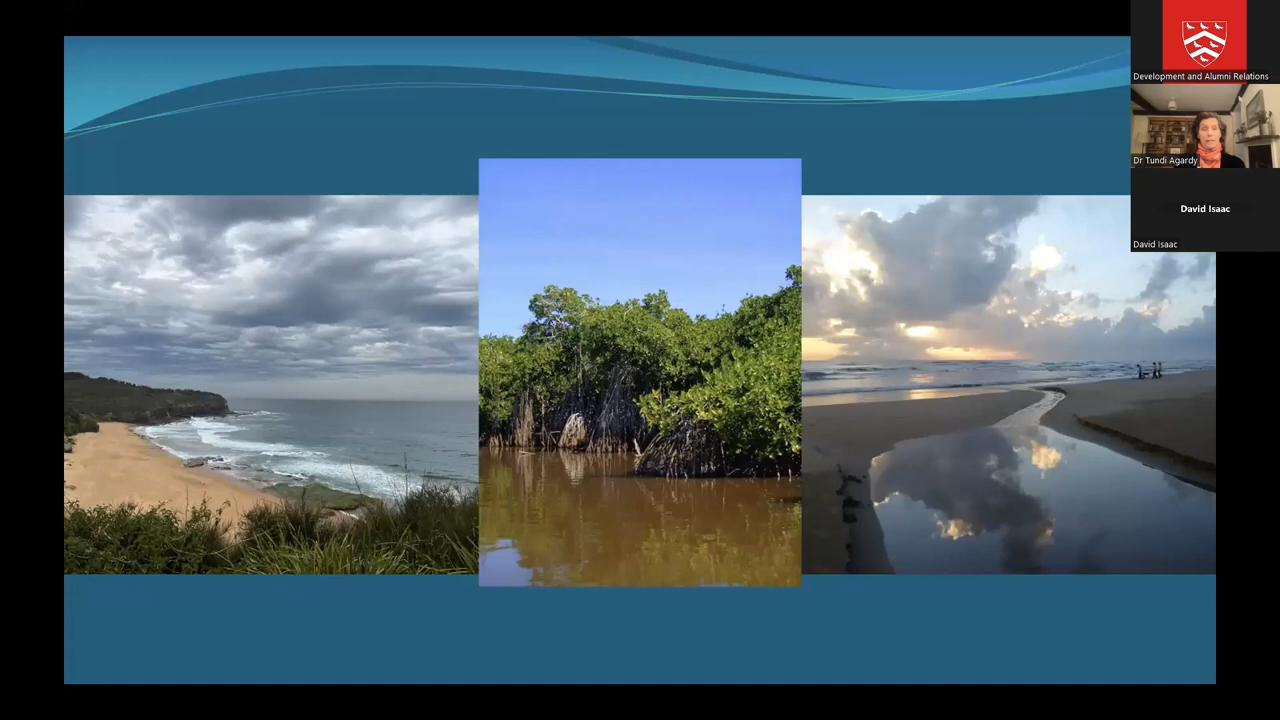 Development and Alumni Relations
Dr Tundi Agardy
David Isaac
David Isaac